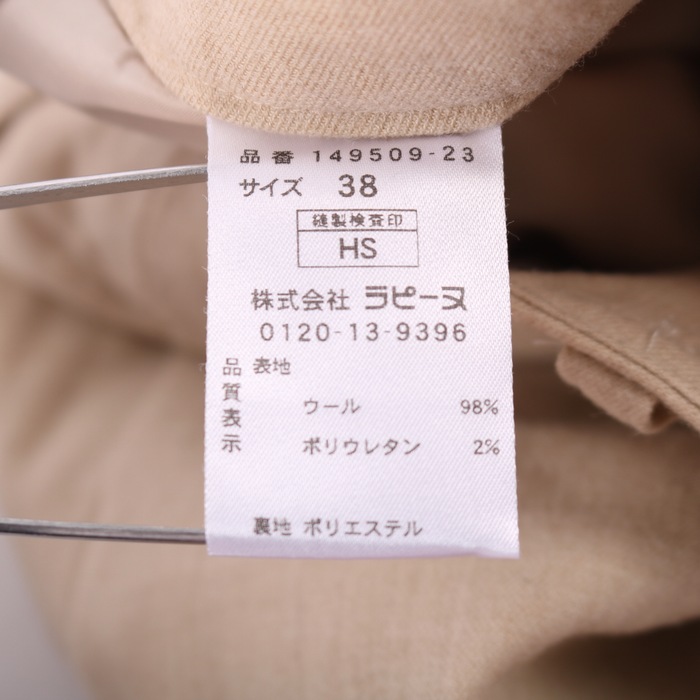 品番 149509-23
サイズ 38
縫製検査印
HS
株式会社 ラピーヌ
0120-13-9396
品質表示
表地
ウール 98%
ポリウレタン 2%
裏地 ポリエステル